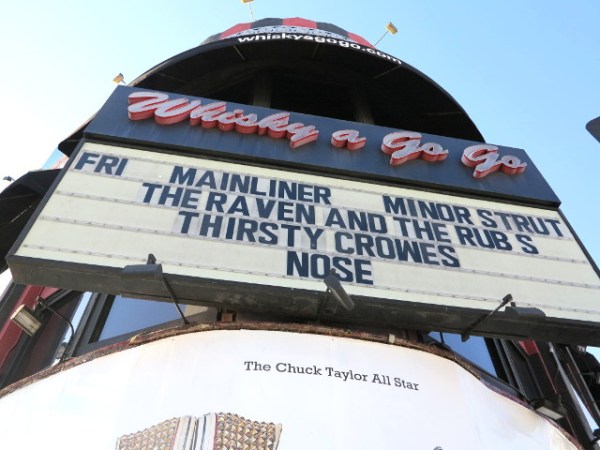 whiskyagogo.com
Whisky a Go Go
FRI MAINLINER MINOR STRUT
THE RAVEN AND THE RUB S
THIRSTY CROWES
NOSE
The Chuck Taylor All Star